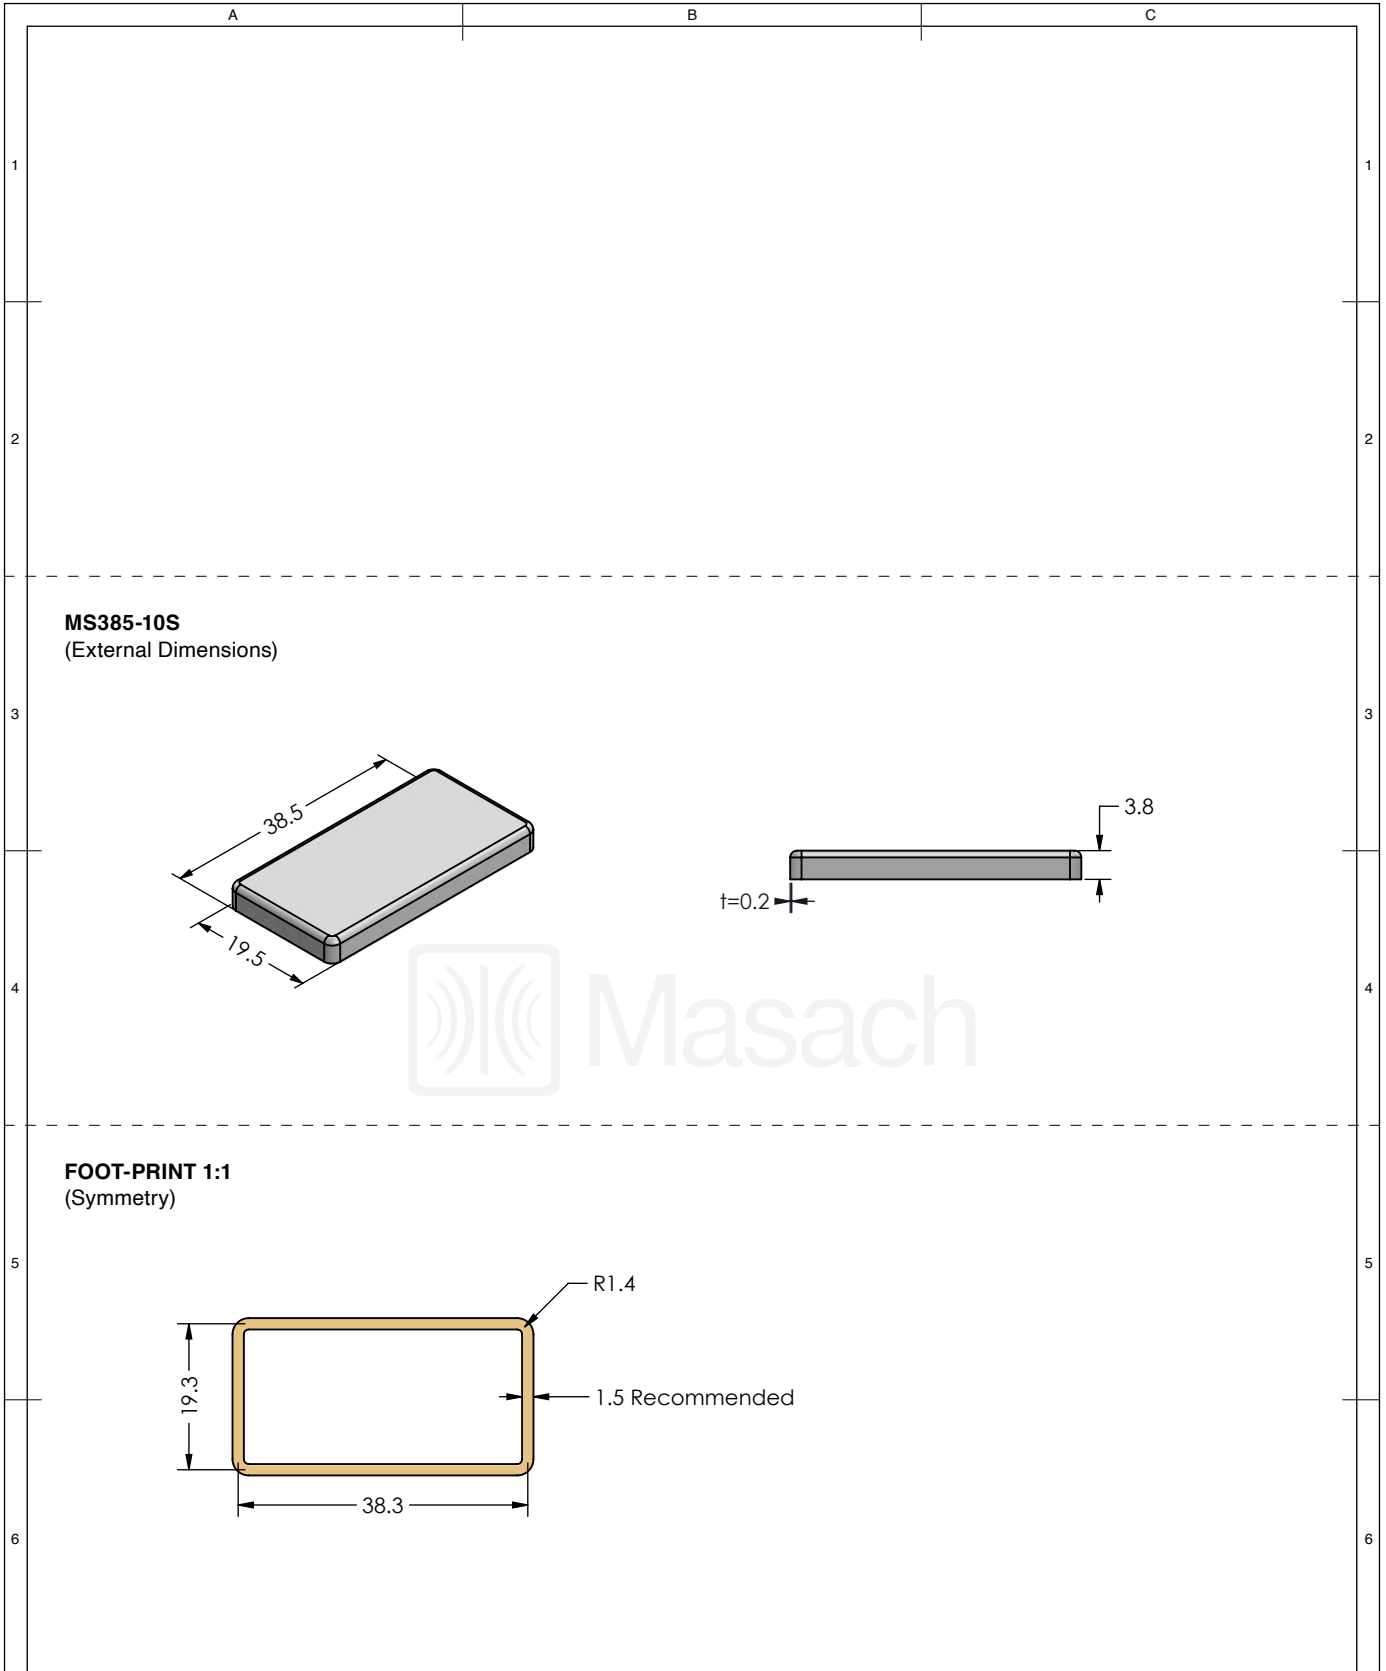 A B C
1 1
2 2
MS385-10S
(External Dimensions)
3 3
38.5
3.8
t=0.2
19.5
4 4
Masach
FOOT-PRINT 1:1
(Symmetry)
5 5
R1.4
19.3
1.5 Recommended
38.3
6 6